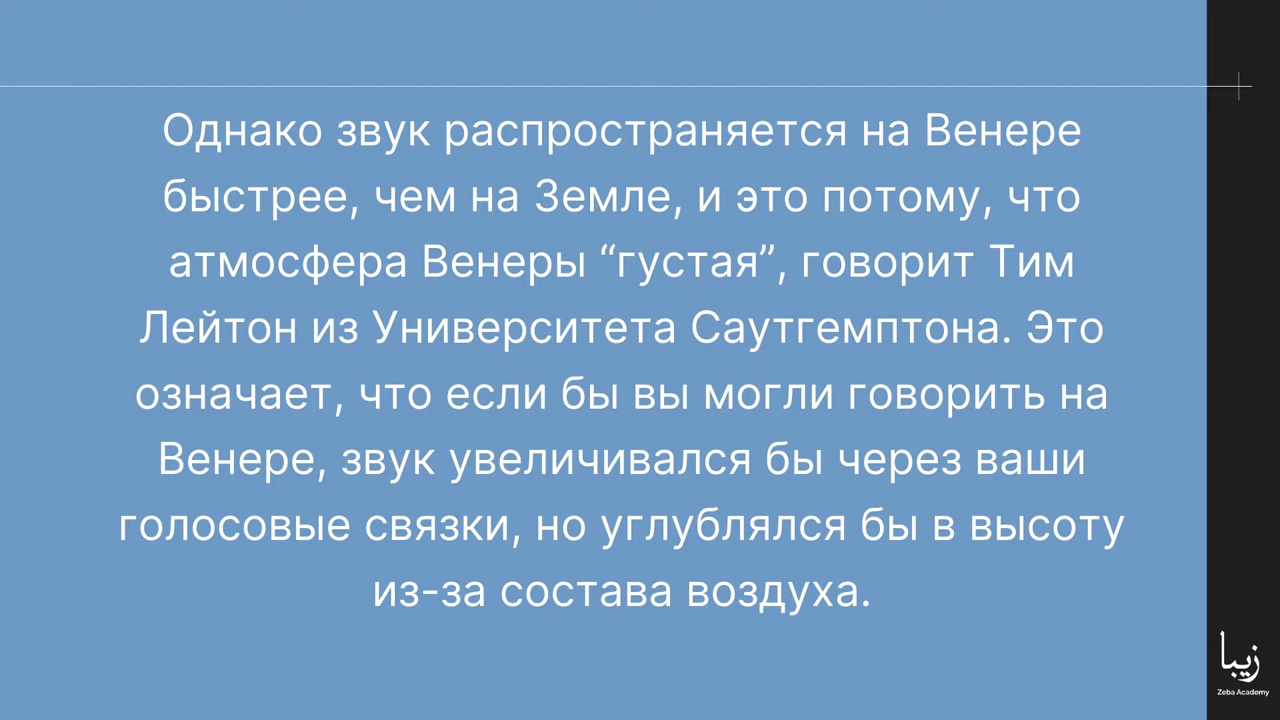 Однако звук распространяется на Венере
быстрее, чем на Земле, и это потому, что
атмосфера Венеры “густая”, говорит Тим
Лейтон из Университета Саутгемптона. Это
означает, что если бы вы могли говорить на
Венере, звук увеличивался бы через ваши
голосовые связки, но углублялся бы в высоту
из-за состава воздуха.
زیبا
Zeba Academy